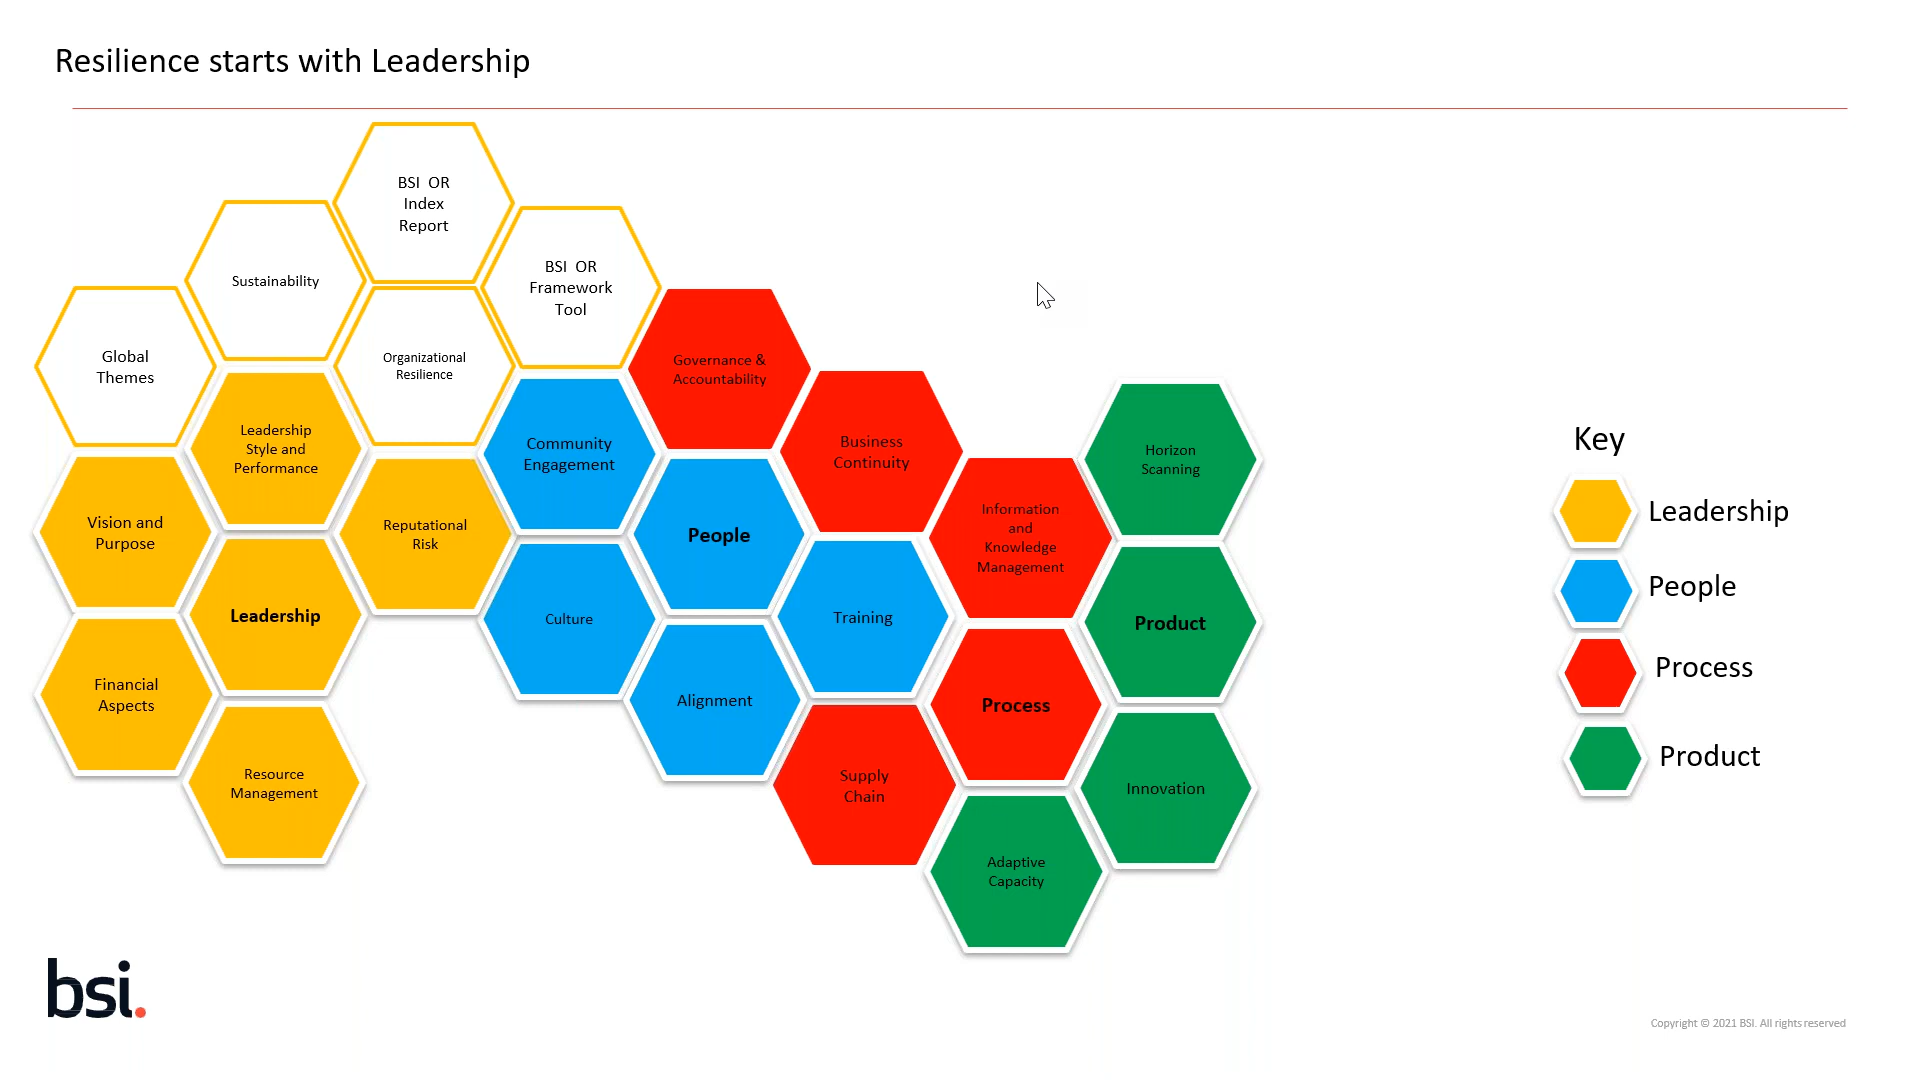 Resilience starts with Leadership
BSI OR
Index
Report
Sustainability
BSI OR
Framework
Tool
Global
Themes
Organizational
Resilience
Governance &
Accountability
Leadership
Style and
Performance
Community
Engagement
Business
Continuity
Horizon
Scanning
Vision and
Purpose
Reputational
Risk
People
Information
and
Knowledge
Management
Leadership
Culture
Training
Product
Financial
Aspects
Alignment
Process
Resource
Management
Supply
Chain
Innovation
Adaptive
Capacity
Key
Leadership
People
Process
Product
bsi.
Copyright © 2021 BSI. All rights reserved